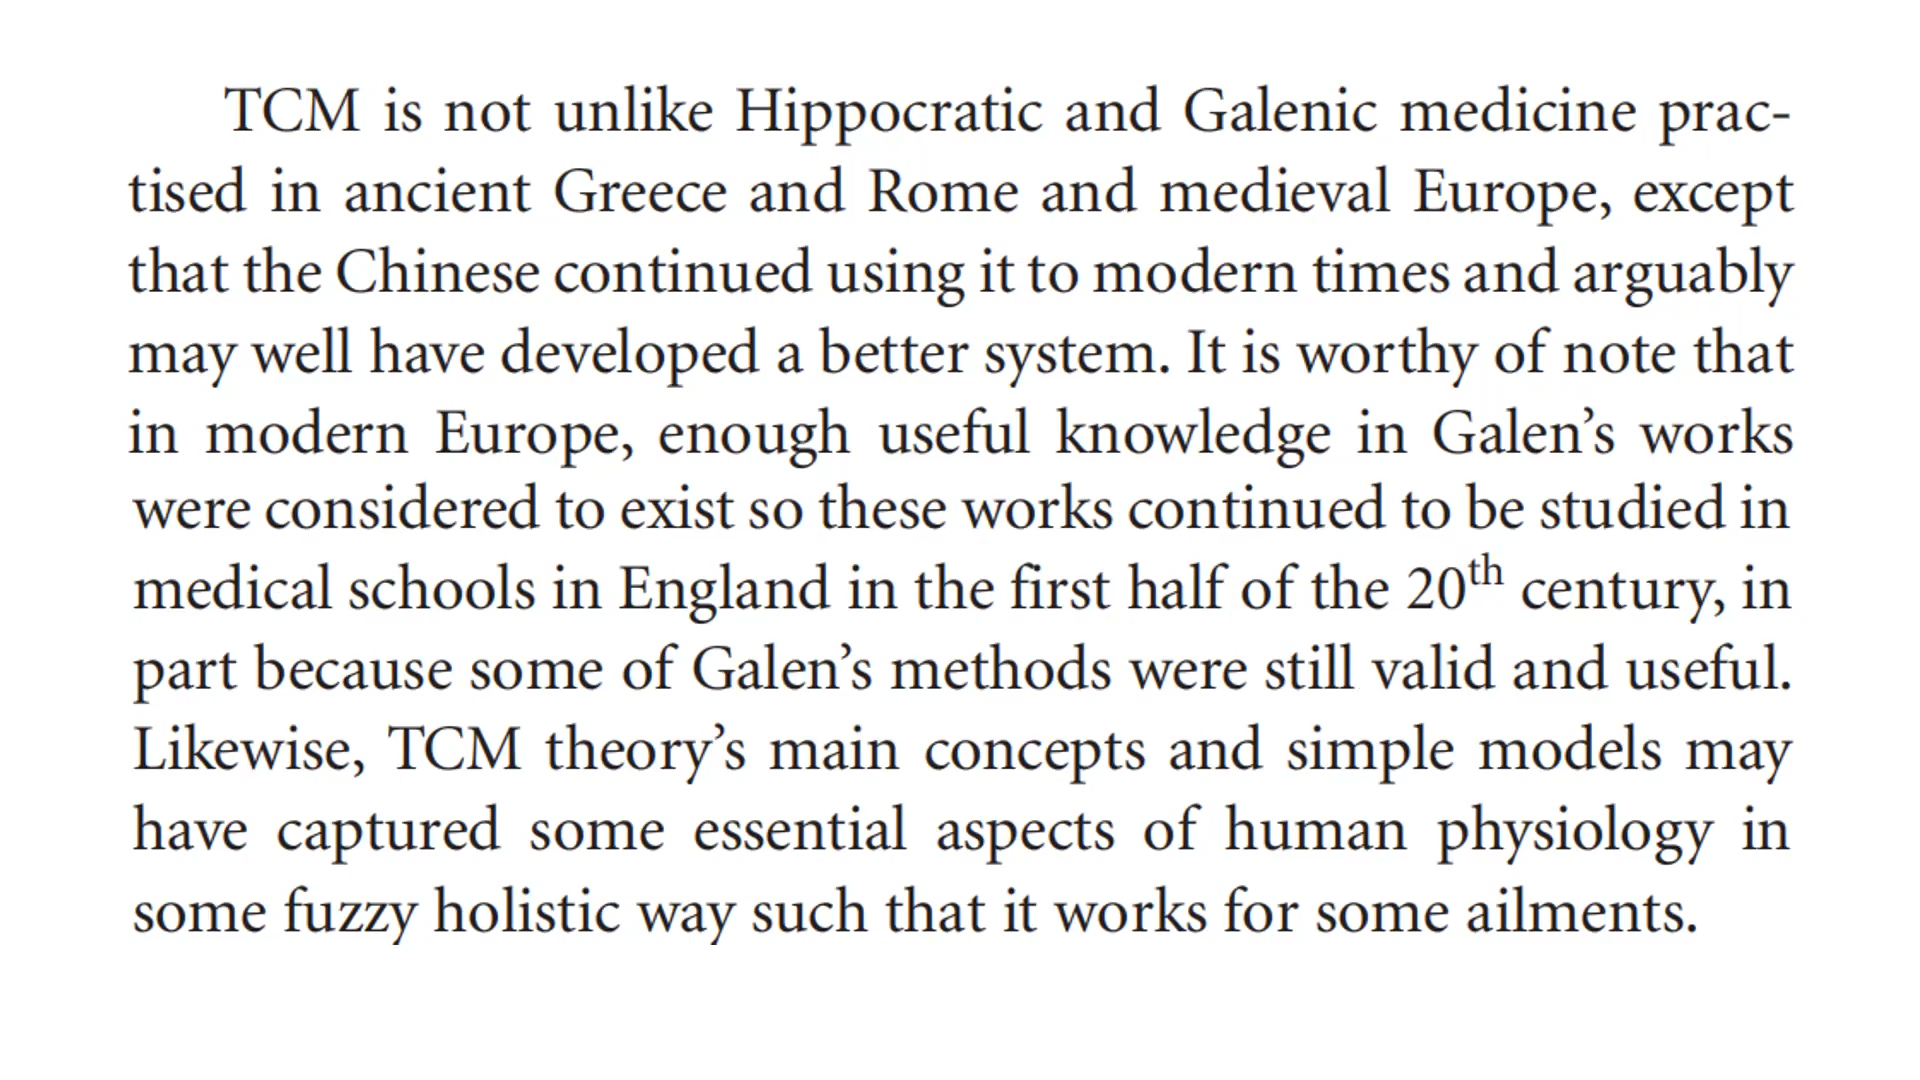 TCM is not unlike Hippocratic and Galenic medicine prac-
tised in ancient Greece and Rome and medieval Europe, except
that the Chinese continued using it to modern times and arguably
may well have developed a better system. It is worthy of note that
in modern Europe, enough useful knowledge in Galen’s works
were considered to exist so these works continued to be studied in
medical schools in England in the first half of the 20th century, in
part because some of Galen’s methods were still valid and useful.
Likewise, TCM theory’s main concepts and simple models may
have captured some essential aspects of human physiology in
some fuzzy holistic way such that it works for some ailments.